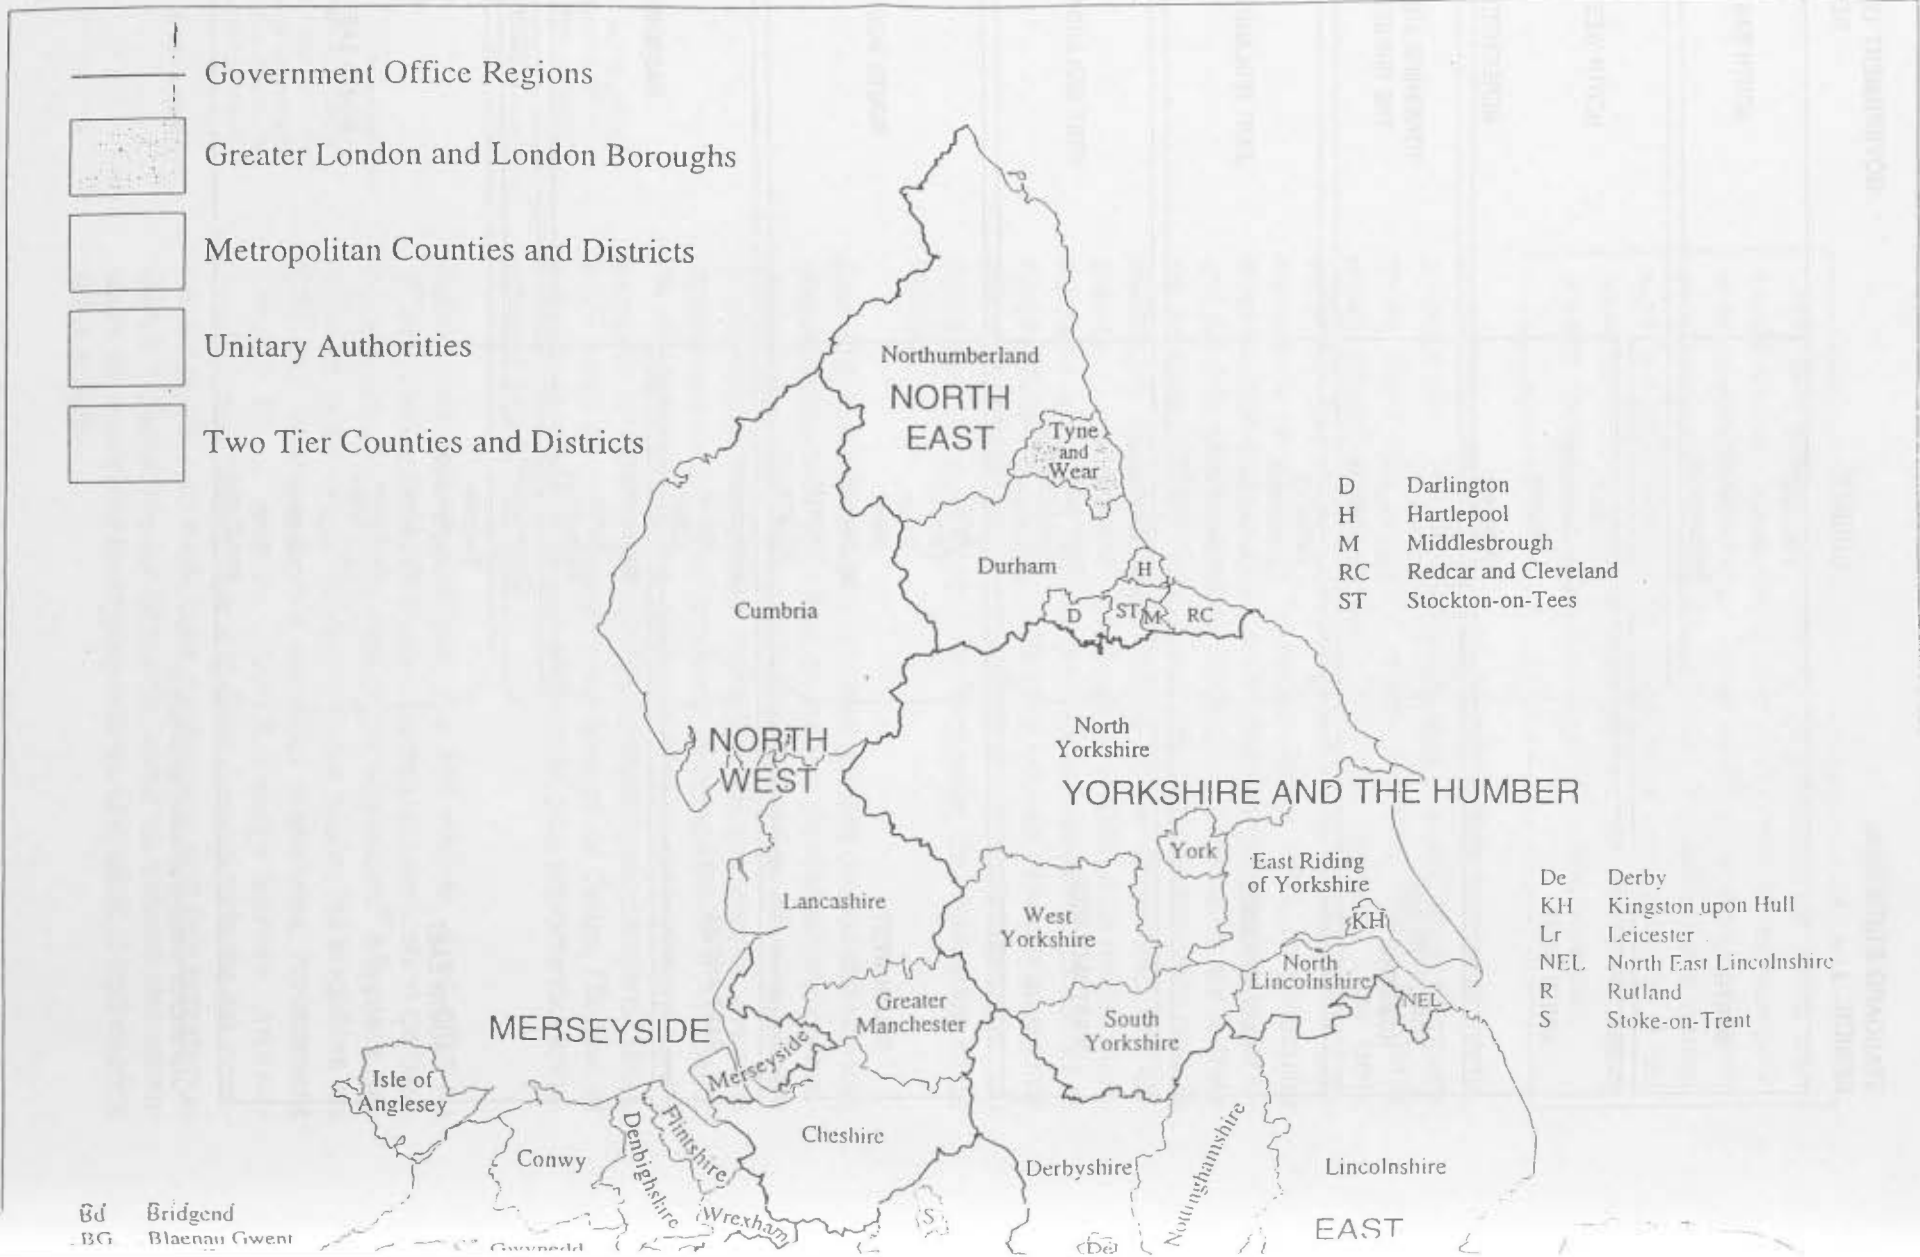 Government Office Regions
Greater London and London Boroughs
Metropolitan Counties and Districts
Unitary Authorities
Two Tier Counties and Districts
Northumberland
NORTH
EAST
Tyne
and
Wear
D Darlington
H Hartlepool
M Middlesbrough
RC Redcar and Cleveland
ST Stockton-on-Tees
Durham
H
D
ST
M
RC
Cumbria
NORTH
WEST
North
Yorkshire
YORKSHIRE AND THE HUMBER
York
East Riding
of Yorkshire
KH
De Derby
KH Kingston upon Hull
Lr Leicester
NEL North East Lincolnshire
R Rutland
S Stoke-on-Trent
Lancashire
West
Yorkshire
North
Lincolnshire
NEL
Greater
Manchester
South
Yorkshire
MERSEYSIDE
Merseyside
Isle of
Anglesey
Conwy
Denbighshire
Flintshire
Wrexham
Cheshire
Derbyshire
Nottinghamshire
Lincolnshire
S
De
EAST
Bd Bridgend
BG Blaenau Gwent
Gwynedd